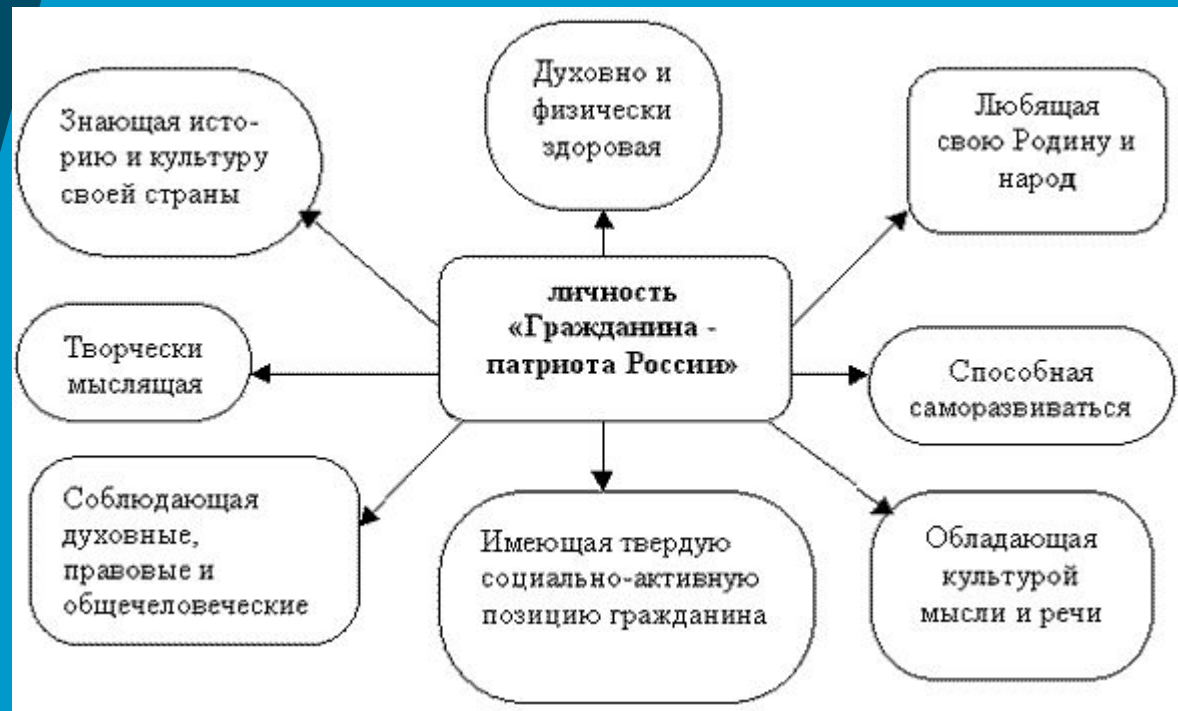 Духовно и
физически
здоровая
Знающая исто-
рию и культуру
своей страны
Любящая
свою Родину и
народ
личность
«Гражданина -
патриота России»
Творчески
мыслящая
Способная
саморазвиваться
Соблюдающая
духовные,
правовые и
общечеловеческие
Имеющая твердую
социально-активную
позицию гражданина
Обладающая
культурой
мысли и речи